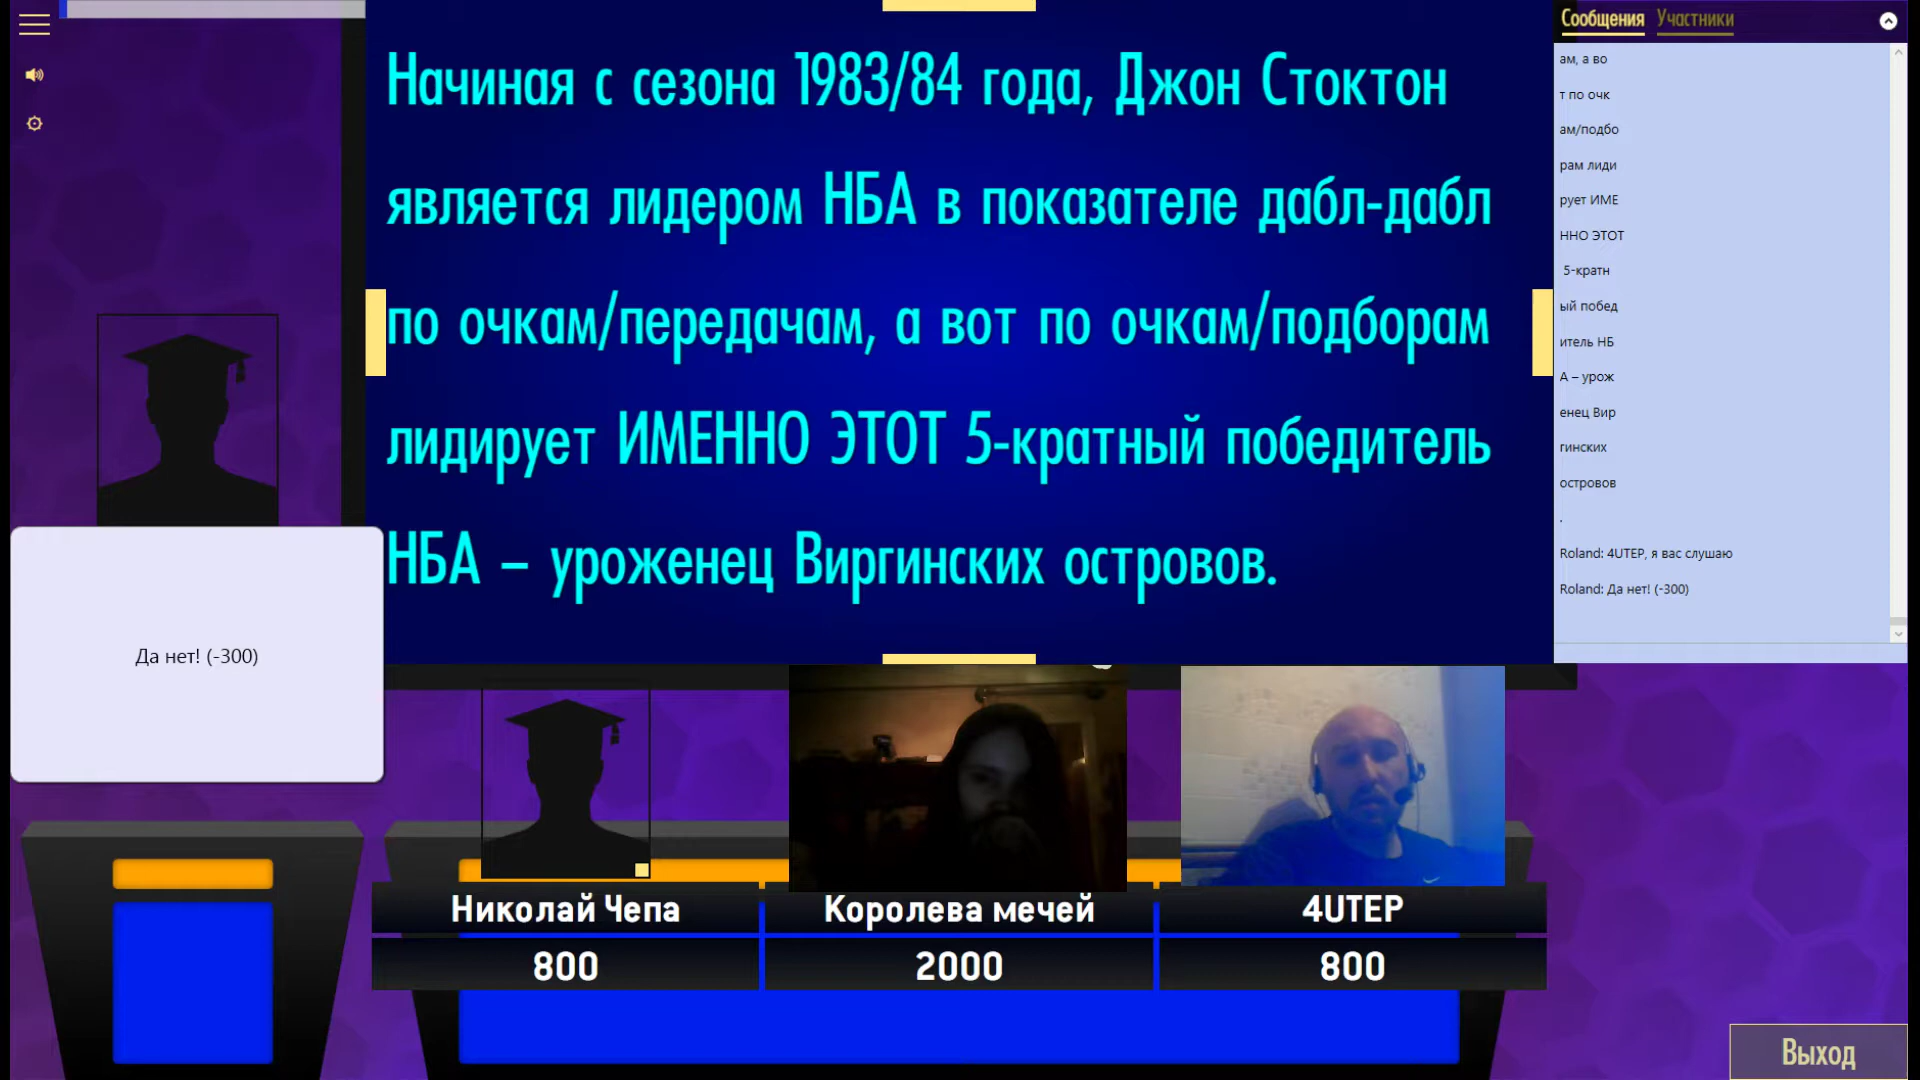 Начиная с сезона 1983/84 года, Джон Стоктон
является лидером НБА в показателе дабл-дабл
по очкам/передачам, а вот по очкам/подборам
лидирует ИМЕННО ЭТОТ 5-кратный победитель
НБА – уроженец Виргинских островов.
Сообщения Участники
ам, а во
т по очк
ам/подбо
рам лиди
рует ИМЕ
ННО ЭТОТ
5-кратн
ый побед
итель НБ
А – урож
енец Вир
гинских
островов
.
Roland: 4UTEP, я вас слушаю
Roland: Да нет! (-300)
Да нет! (-300)
Николай Чепа
Королева мечей
4UTEP
800
2000
800
Выход